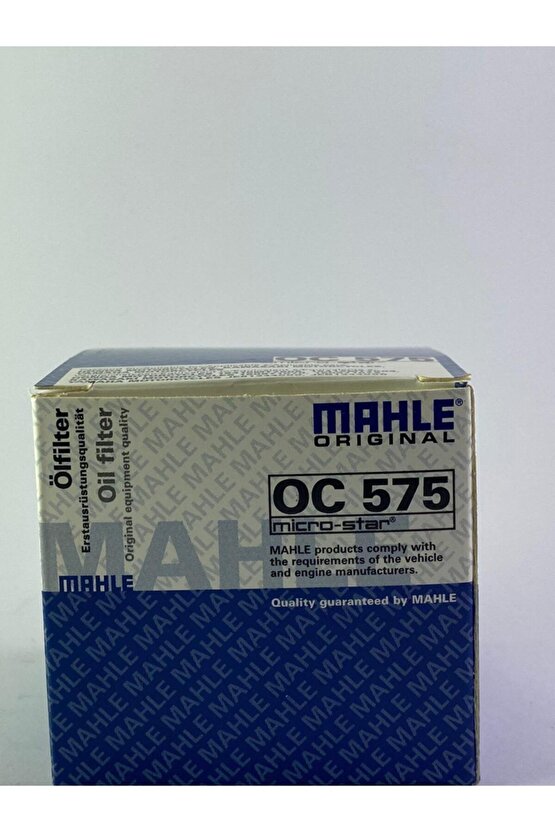 OC 575
MAHLE®
ORIGINAL
OC 575
micro-star®
MAHLE products comply with
the requirements of the vehicle
and engine manufacturers.
Quality guaranteed by MAHLE
Ölfilter
Erstausrüstungsqualität
Oil filter
Original equipment quality
MAHLE
MAHLE